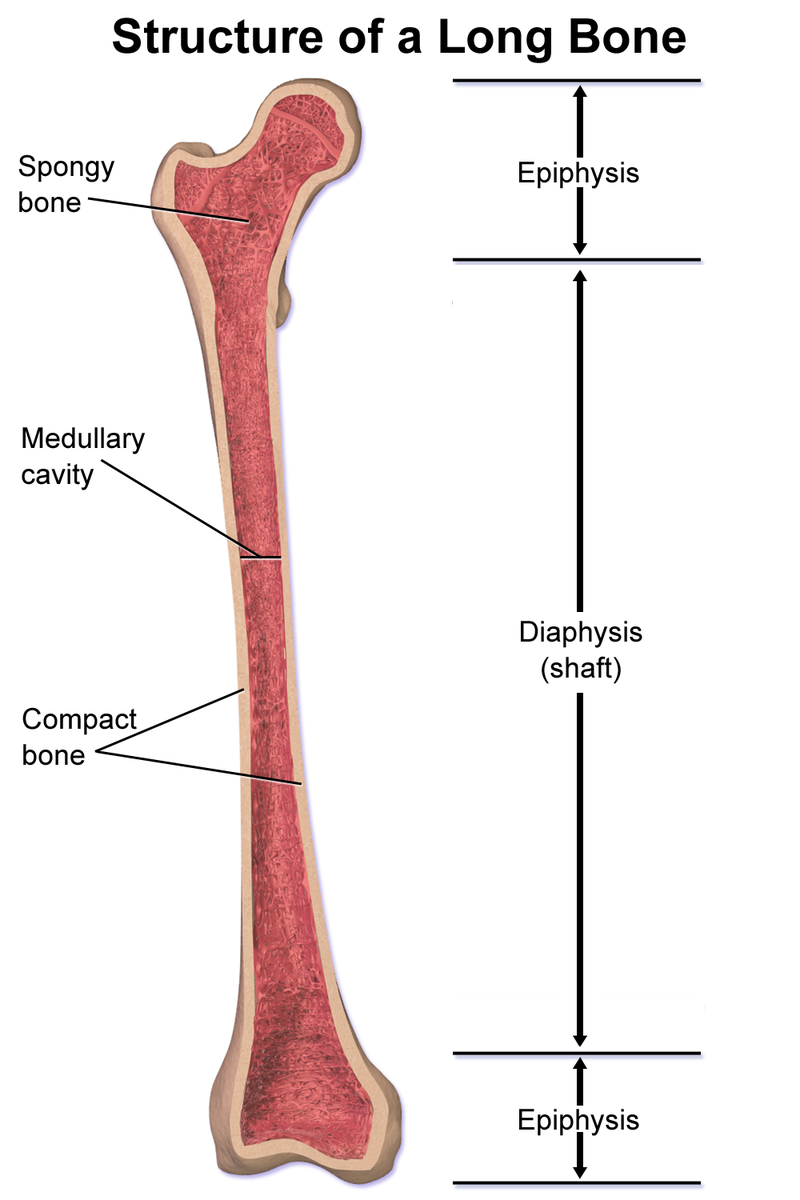 Structure of a Long Bone
Spongy
bone
Epiphysis
Medullary
cavity
Diaphysis
(shaft)
Compact
bone
Epiphysis